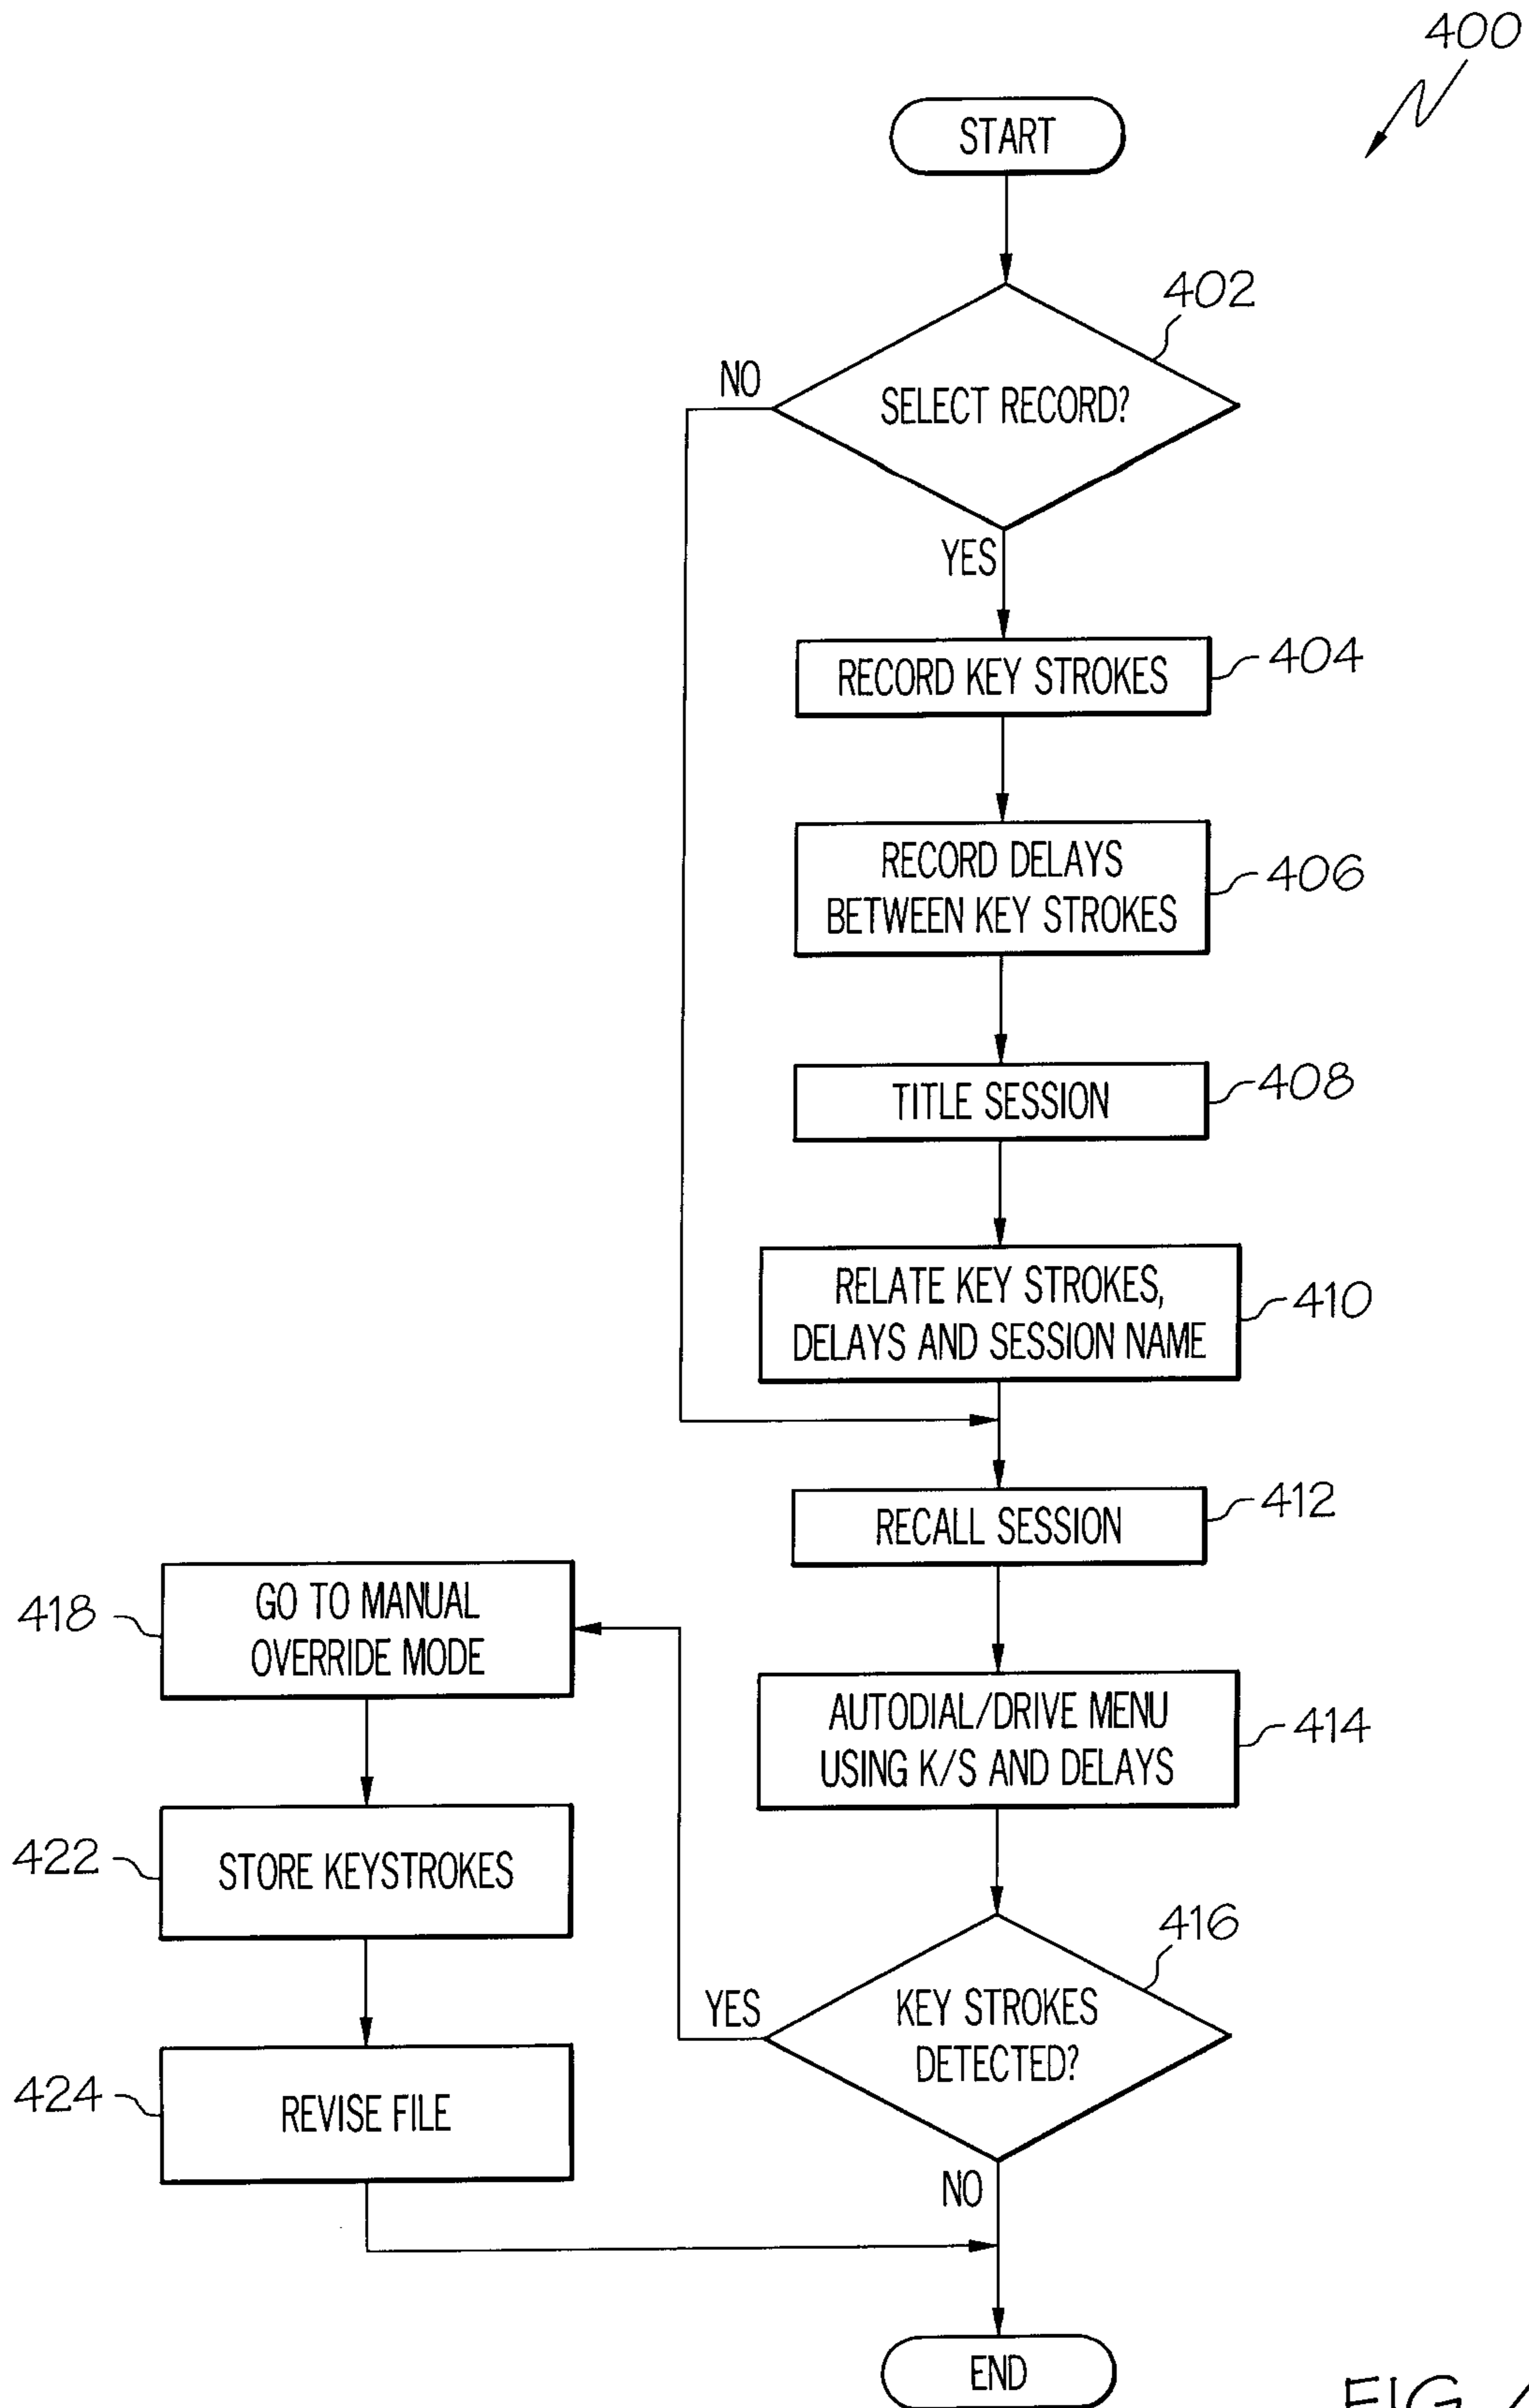 400
START
402
NO
SELECT RECORD?
YES
RECORD KEY STROKES
404
RECORD DELAYS
BETWEEN KEY STROKES
406
TITLE SESSION
408
RELATE KEY STROKES,
DELAYS AND SESSION NAME
410
RECALL SESSION
412
GO TO MANUAL
OVERRIDE MODE
418
AUTODIAL/DRIVE MENU
USING K/S AND DELAYS
414
STORE KEYSTROKES
422
416
YES
KEY STROKES
DETECTED?
REVISE FILE
424
NO
END
FIG.